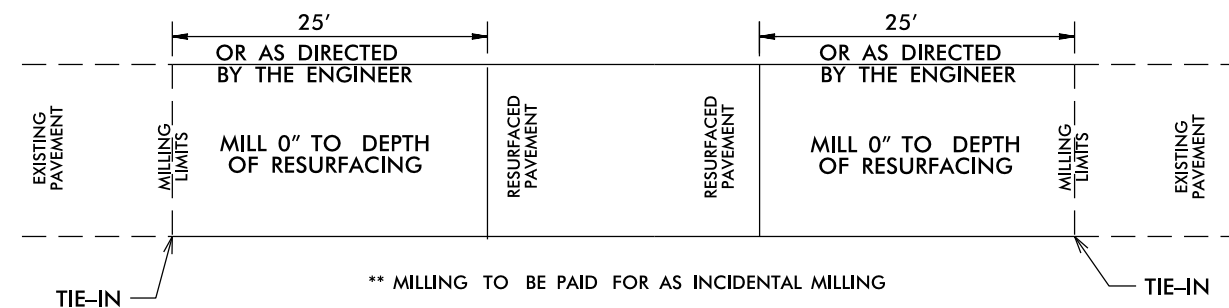 25′
OR AS DIRECTED
BY THE ENGINEER
25′
OR AS DIRECTED
BY THE ENGINEER
EXISTING
PAVEMENT
MILLING
LIMITS
MILL 0″ TO DEPTH
OF RESURFACING
RESURFACED
PAVEMENT
RESURFACED
PAVEMENT
MILL 0″ TO DEPTH
OF RESURFACING
MILLING
LIMITS
EXISTING
PAVEMENT
TIE–IN
** MILLING TO BE PAID FOR AS INCIDENTAL MILLING
TIE–IN